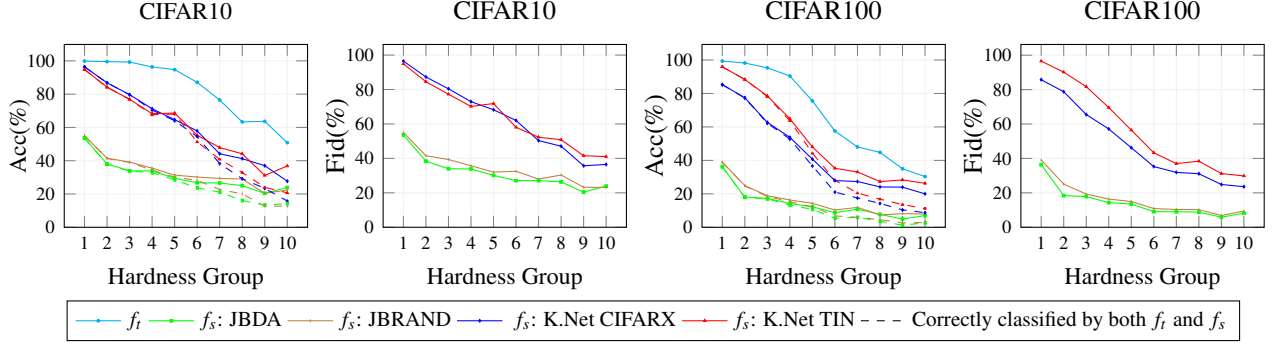 CIFAR10
CIFAR10
CIFAR100
CIFAR100
Acc(%)
100
80
60
40
20
0
1 2 3 4 5 6 7 8 9 10
Hardness Group
Fid(%)
100
80
60
40
20
0
1 2 3 4 5 6 7 8 9 10
Hardness Group
Acc(%)
100
80
60
40
20
0
1 2 3 4 5 6 7 8 9 10
Hardness Group
Fid(%)
100
80
60
40
20
0
1 2 3 4 5 6 7 8 9 10
Hardness Group
f_t f_s: JBDA f_s: JBRAND f_s: K.Net CIFARX f_s: K.Net TIN Correctly classified by both f_t and f_s